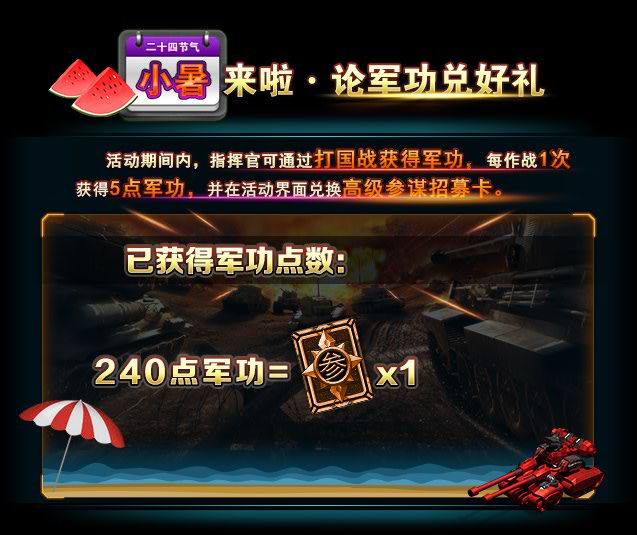 二十四节气
小暑来啦·论军功兑好礼
活动期间内，指挥官可通过打国战获得军功，每作战1次
获得5点军功，并在活动界面兑换高级参谋招募卡。
已获得军功点数：
240点军功=参x1